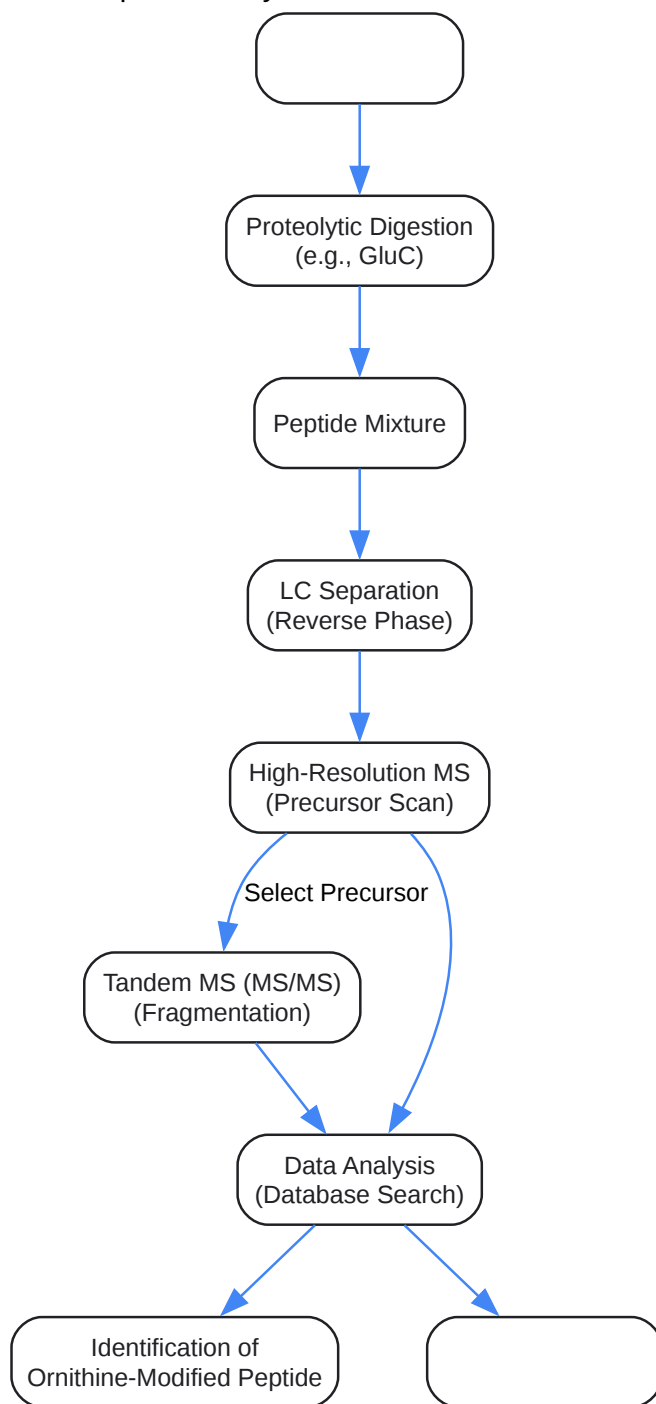 Proteolytic Digestion
(e.g., GluC)
Peptide Mixture
LC Separation
(Reverse Phase)
High-Resolution MS
(Precursor Scan)
Select Precursor
Tandem MS (MS/MS)
(Fragmentation)
Data Analysis
(Database Search)
Identification of
Ornithine-Modified Peptide